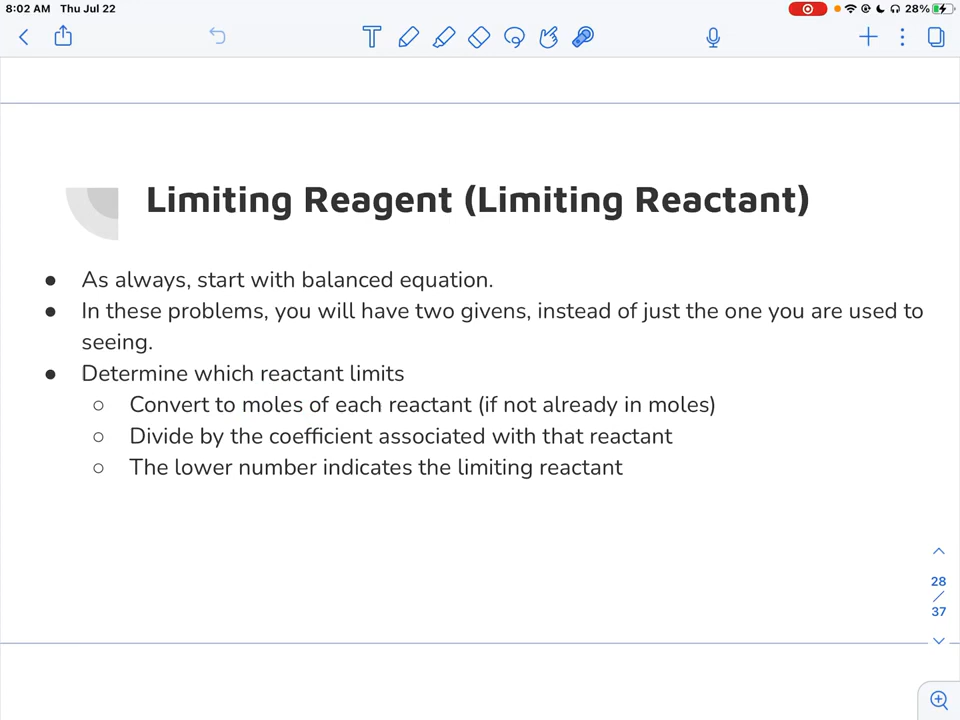 8:02 AM Thu Jul 22
28%
Limiting Reagent (Limiting Reactant)
● As always, start with balanced equation.
● In these problems, you will have two givens, instead of just the one you are used to
seeing.
● Determine which reactant limits
○ Convert to moles of each reactant (if not already in moles)
○ Divide by the coefficient associated with that reactant
○ The lower number indicates the limiting reactant
28
/
37